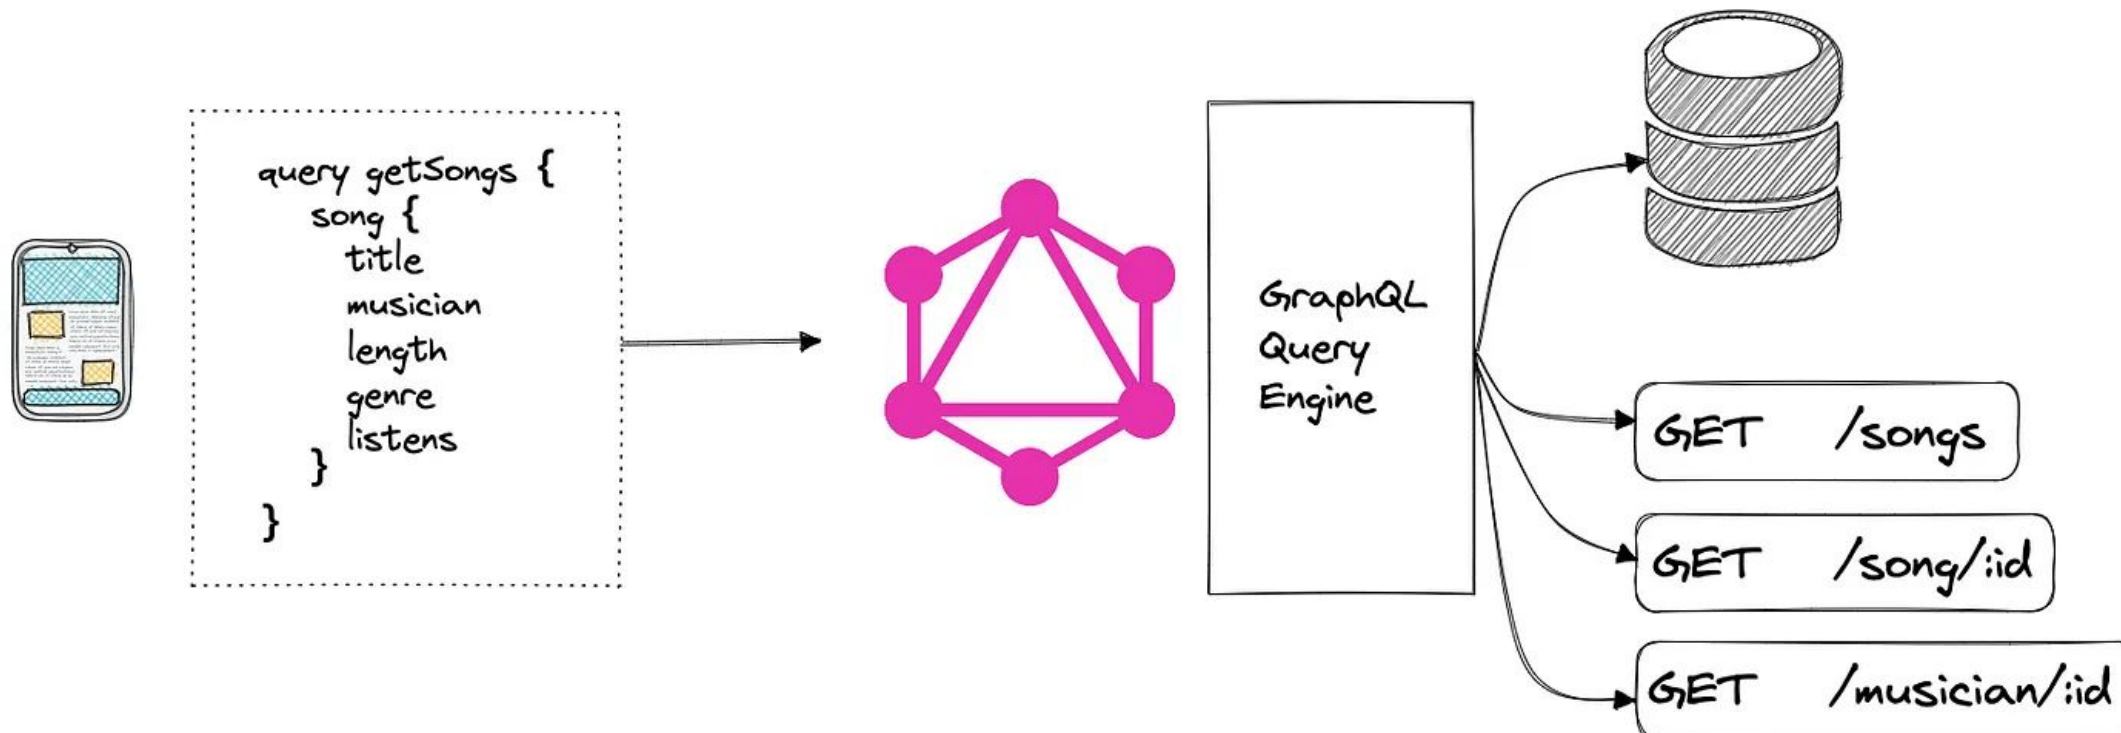 query getSongs {
song {
title
musician
length
genre
listens
}
}
GraphQL
Query
Engine
GET /songs
GET /song/:id
GET /musician/:id